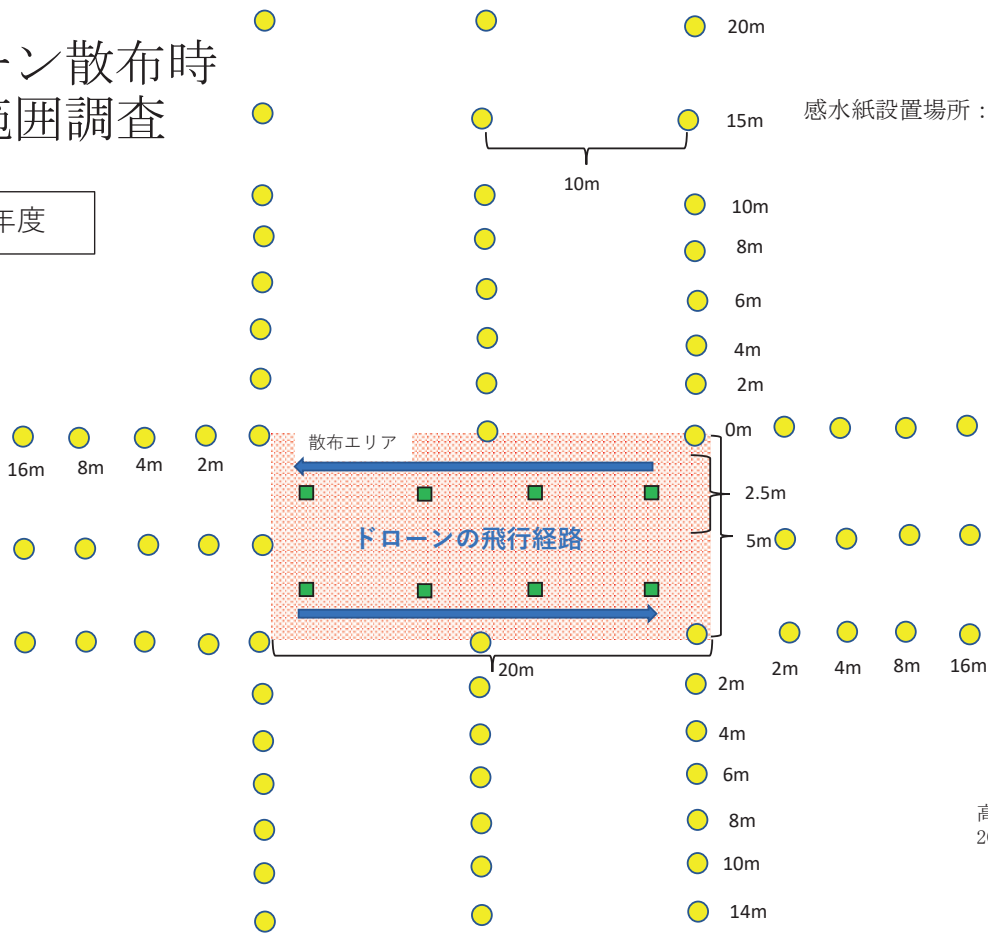 ーン散布時
範囲調査
年度
感水紙設置場所：
20m
15m
10m
10m
8m
6m
4m
2m
0m
16m 8m 4m 2m
散布エリア
2.5m
ドローンの飛行経路
5m
20m
2m 4m 8m 16m
2m
4m
6m
8m
10m
14m